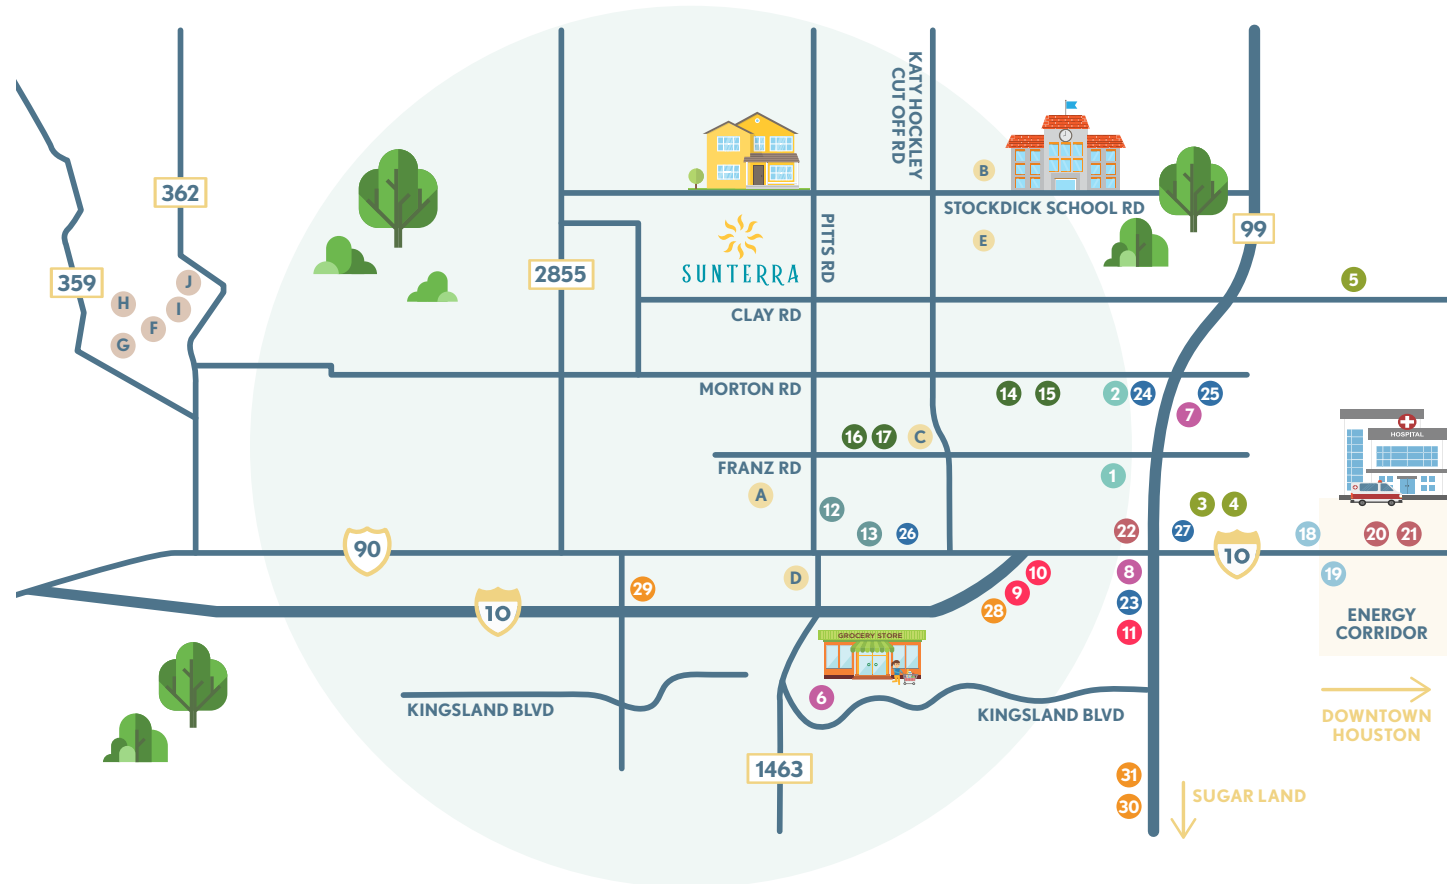 KATY HOCKLEY
CUT OFF RD
B
362
STOCKDICK SCHOOL RD
PITTS RD
99
E
SUNTERRA
2855
359
J
H
I
F
G
5
CLAY RD
MORTON RD
14
15
2
24
25
7
16
17
C
HOSPITAL
FRANZ RD
1
A
12
3
4
13
26
22
27
18
20
21
90
10
D
10
8
19
29
9
23
28
11
10
ENERGY
CORRIDOR
GROCERY STORE
6
KINGSLAND BLVD
KINGSLAND BLVD
DOWNTOWN
HOUSTON
1463
31
30
SUGAR LAND